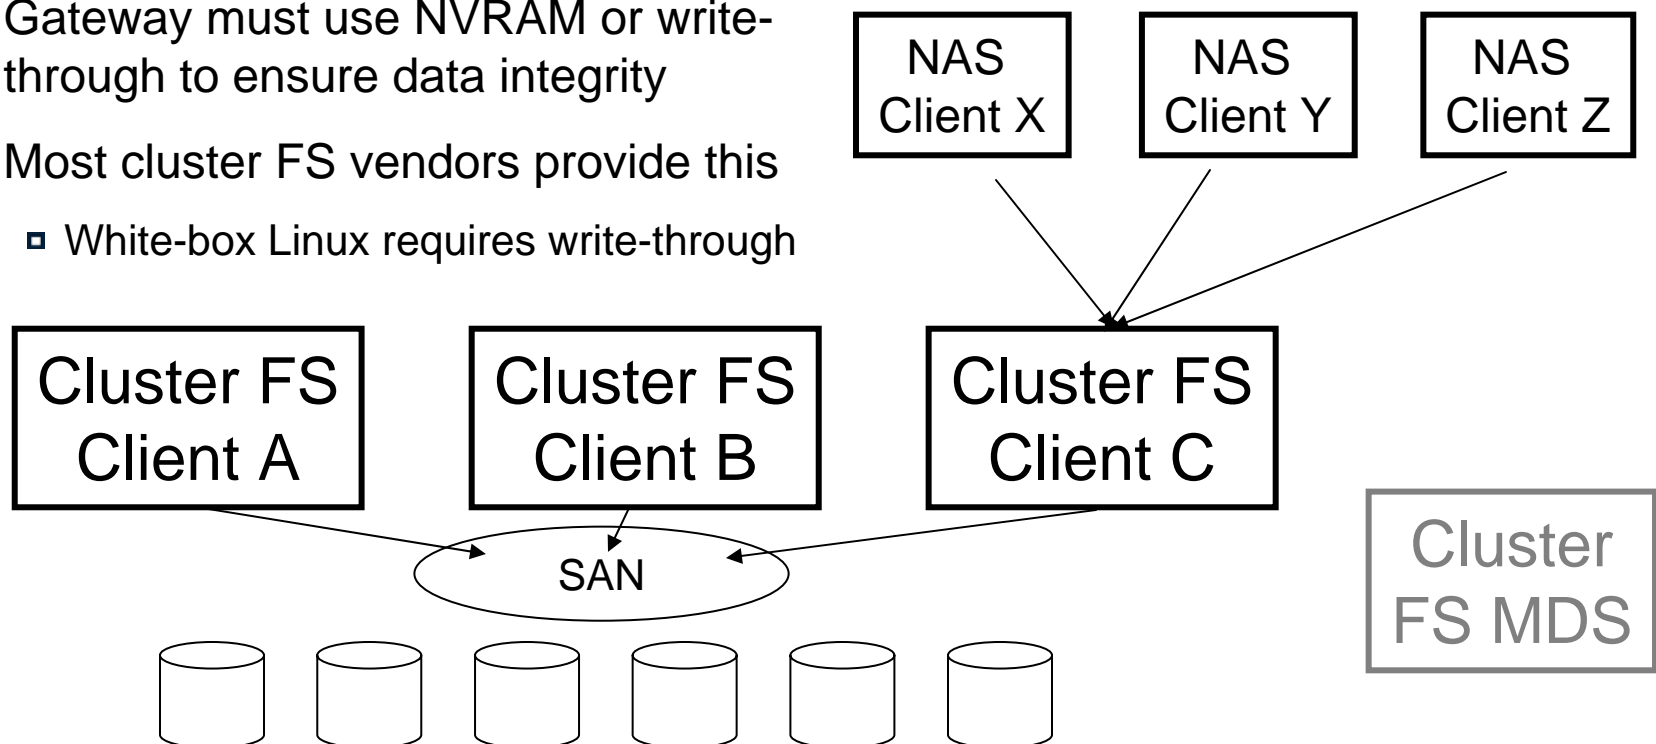 Gateway must use NVRAM or write-
through to ensure data integrity
Most cluster FS vendors provide this
White-box Linux requires write-through
NAS
Client X
NAS
Client Y
NAS
Client Z
Cluster FS
Client A
Cluster FS
Client B
Cluster FS
Client C
SAN
Cluster
FS MDS